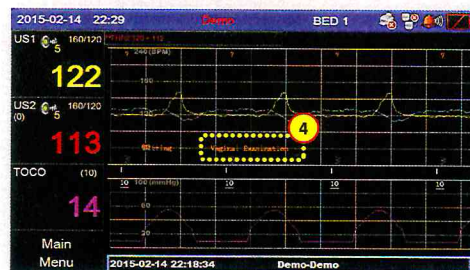 2015-02-14 22:29 Demo BED 1
US1 5 160/120
122
240(BPM)
180
US2 5 160/120
(0)
113
120
4
Sitting Vaginal Examination
TOCO (10)
14
10 100(mmHg) 10 10 10
60
20
Main
Menu
2015-02-14 22:18:34 Demo-Demo